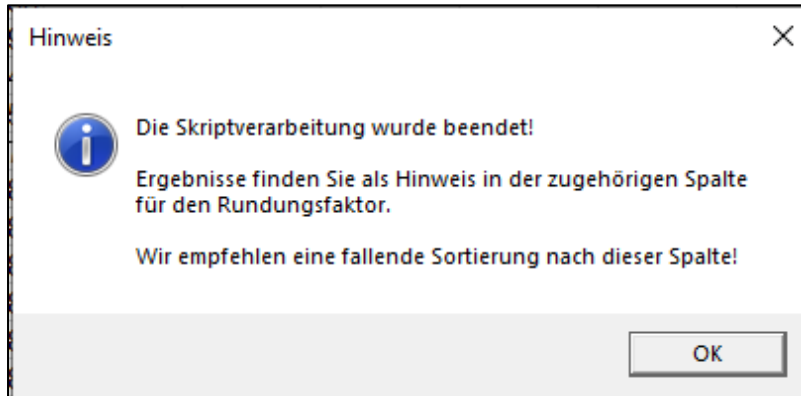 Hinweis
Die Skriptverarbeitung wurde beendet!
Ergebnisse finden Sie als Hinweis in der zugehörigen Spalte
für den Rundungsfaktor.
Wir empfehlen eine fallende Sortierung nach dieser Spalte!
OK